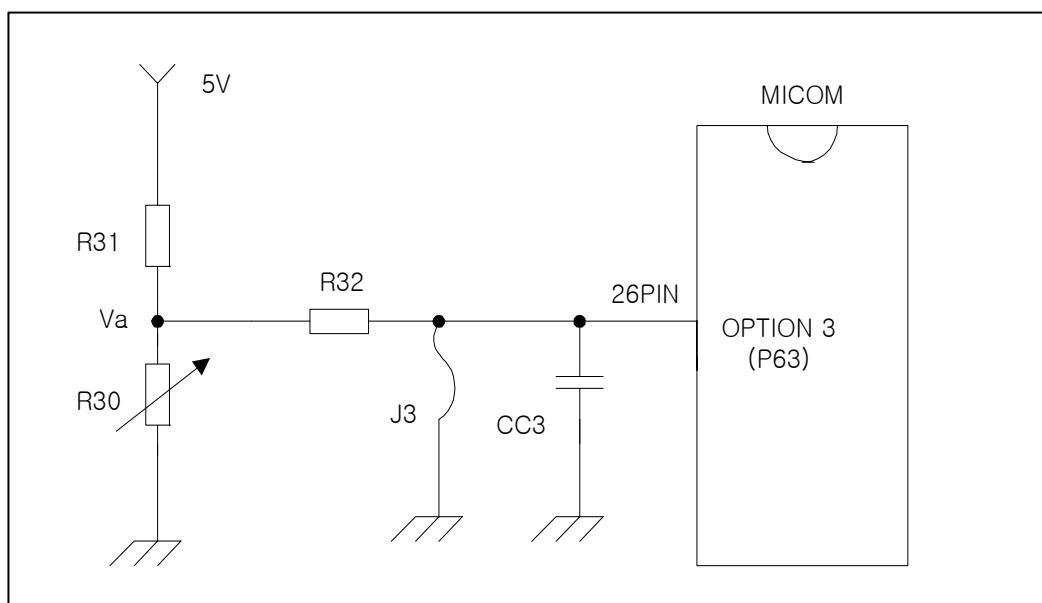 5V
MICOM
R31
R32
26PIN
Va
OPTION 3
(P63)
R30
J3
CC3